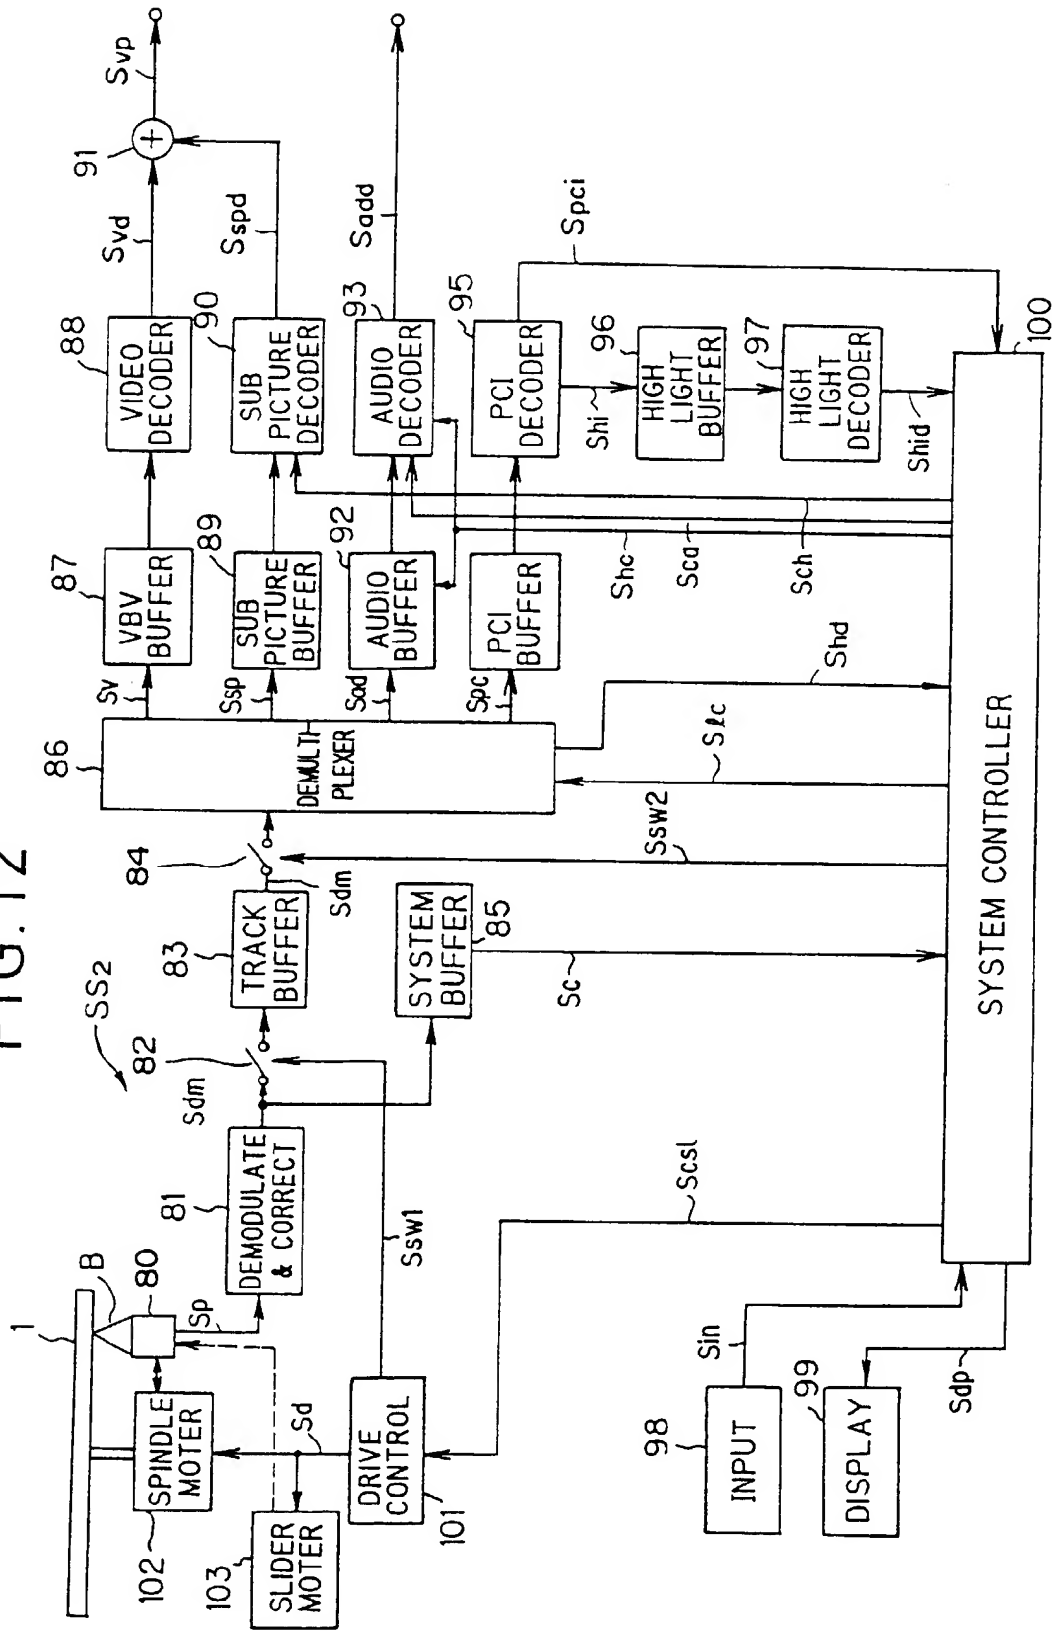 FIG.12
SS2
1
B
80
Sp
102
SPINDLE
MOTER
103
SLIDER
MOTER
Sd
DRIVE
CONTROL
101
81
DEMODULATE
& CORRECT
Sdm
82
Ssw1
83
TRACK
BUFFER
84
Sdm
SYSTEM
BUFFER
85
Sc
86
DEMULTI
PLEXER
Sv
Ssp
Sad
Spc
87
VBV
BUFFER
89
SUB
PICTURE
BUFFER
92
AUDIO
BUFFER
PCI
BUFFER
88
VIDEO
DECODER
90
SUB
PICTURE
DECODER
93
AUDIO
DECODER
95
PCI
DECODER
Svd
91
+
Svp
Sspd
Sadd
Spci
Shi
96
HIGH
LIGHT
BUFFER
97
HIGH
LIGHT
DECODER
Shid
Shc
Sca
Sch
Shd
Slc
Ssw2
Scsl
98
INPUT
Sin
99
DISPLAY
Sdp
SYSTEM CONTROLLER
100